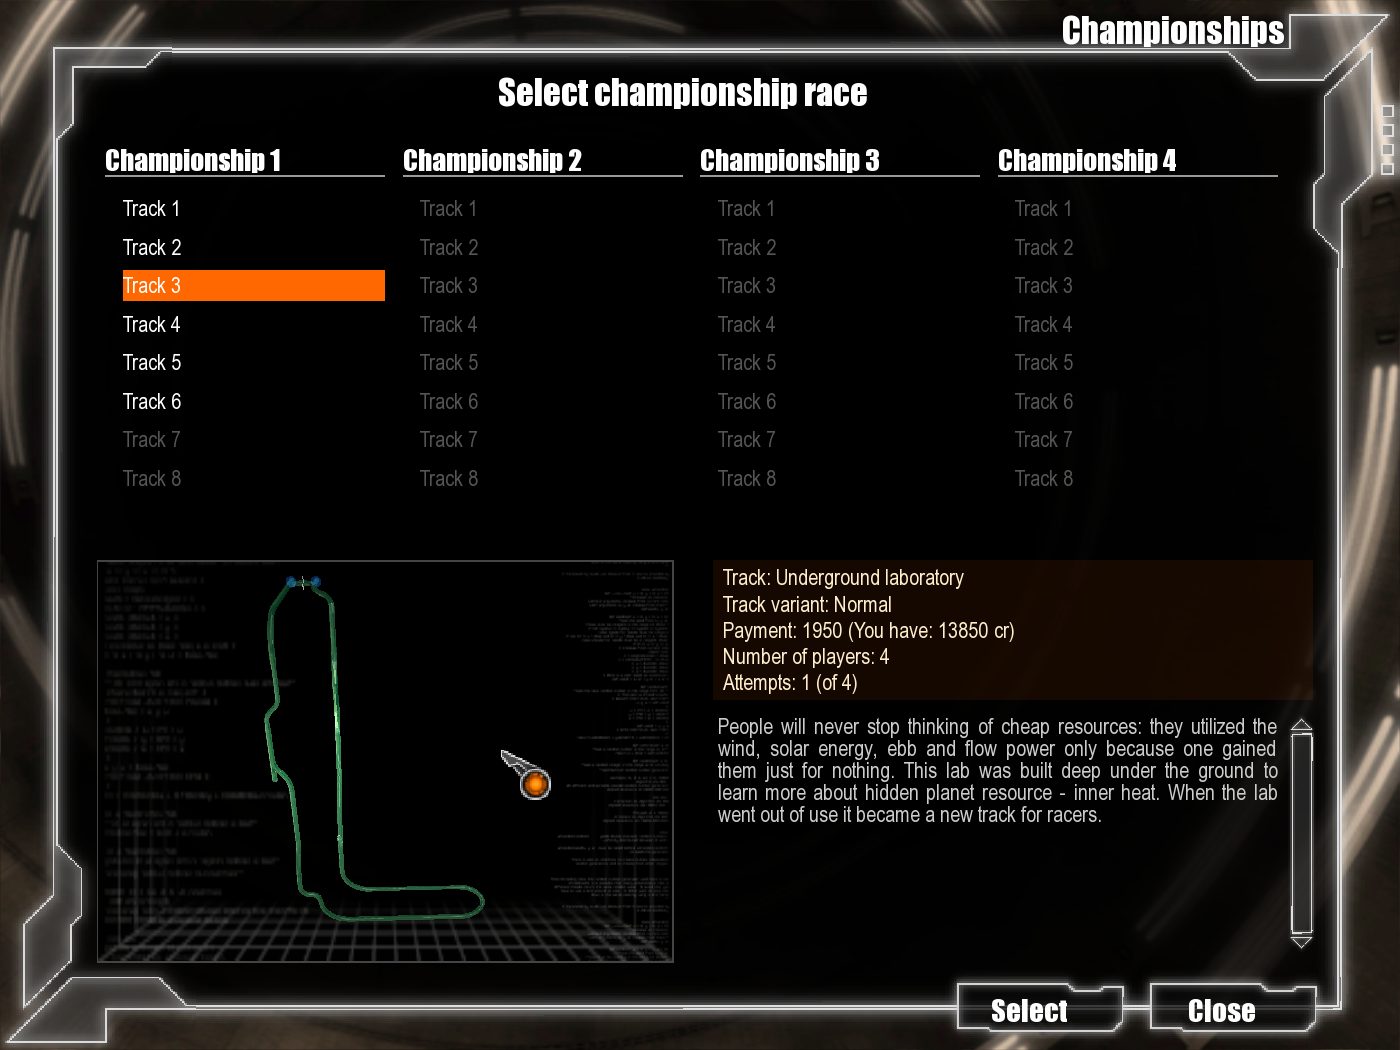 Championships
Select championship race
Championship 1
Championship 2
Championship 3
Championship 4
Track 1
Track 1
Track 1
Track 1
Track 2
Track 2
Track 2
Track 2
Track 3
Track 3
Track 3
Track 3
Track 4
Track 4
Track 4
Track 4
Track 5
Track 5
Track 5
Track 5
Track 6
Track 6
Track 6
Track 6
Track 7
Track 7
Track 7
Track 7
Track 8
Track 8
Track 8
Track 8
Track: Underground laboratory
Track variant: Normal
Payment: 1950 (You have: 13850 cr)
Number of players: 4
Attempts: 1 (of 4)
People will never stop thinking of cheap resources: they utilized the
wind, solar energy, ebb and flow power only because one gained
them just for nothing. This lab was built deep under the ground to
learn more about hidden planet resource - inner heat. When the lab
went out of use it became a new track for racers.
Select
Close